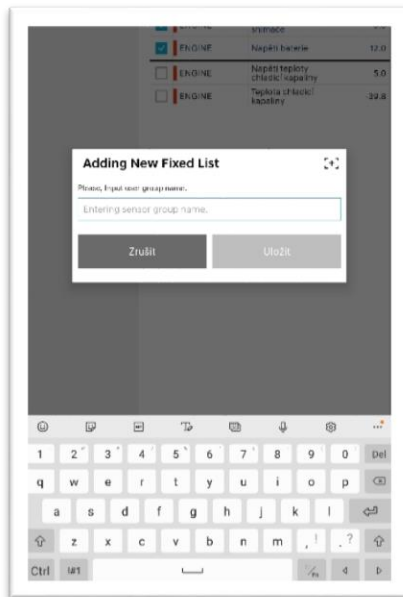 snímače
ENGINE Napětí baterie 12.0
ENGINE Napětí teploty chladicí kapaliny 5.0
ENGINE Teplota chladicí kapaliny -39.8
Adding New Fixed List
Please, Input user group name.
Entering sensor group name.
Zrušit Uložit
1 2 3 4 5 6 7 8 9 0 Del
q w e r t y u i o p
a s d f g h j k l
z x c v b n m , ! . ?
Ctrl !#1